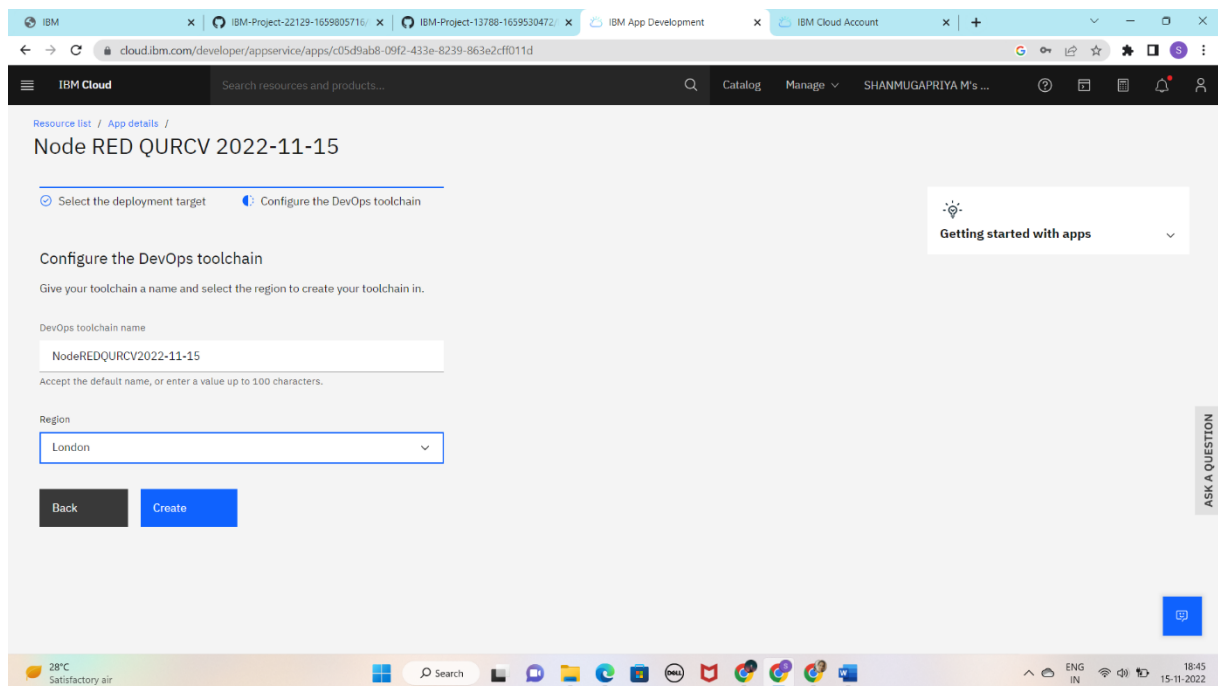 IBM
IBM-Project-22129-1659805716/
IBM-Project-13788-1659530472/
IBM App Development
IBM Cloud Account
cloud.ibm.com/developer/appservice/apps/c05d9ab8-09f2-433e-8239-863e2cff011d
G
S
IBM Cloud
Search resources and products...
Catalog
Manage
SHANMUGAPRIYA M's ...
Resource list / App details /
Node RED QURCV 2022-11-15
Select the deployment target
Configure the DevOps toolchain
Getting started with apps
Configure the DevOps toolchain
Give your toolchain a name and select the region to create your toolchain in.
DevOps toolchain name
NodeREDQURCV2022-11-15
Accept the default name, or enter a value up to 100 characters.
Region
London
Back
Create
ASK A QUESTION
28°C
Satisfactory air
Search
DELL
ENG
IN
18:45
15-11-2022